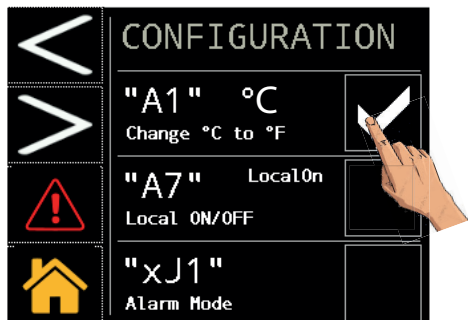 CONFIGURATION
"A1" °C
Change °C to °F
"A7" LocalOn
Local ON/OFF
"xJ1"
Alarm Mode